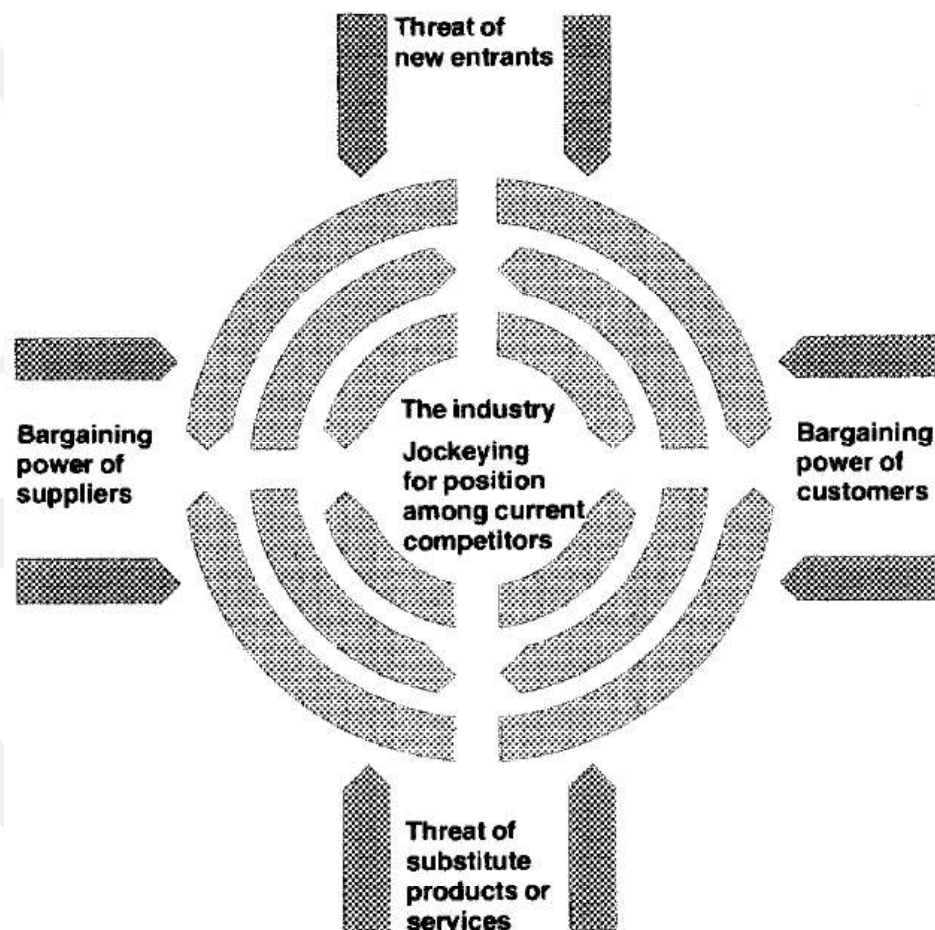 Threat of
new entrants
Bargaining
power of
suppliers
The industry
Jockeying
for position
among current
competitors
Bargaining
power of
customers
Threat of
substitute
products or
services